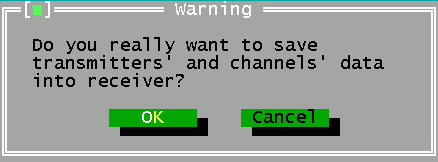 Warning
Do you really want to save
transmitters' and channels' data
into receiver?
OK Cancel